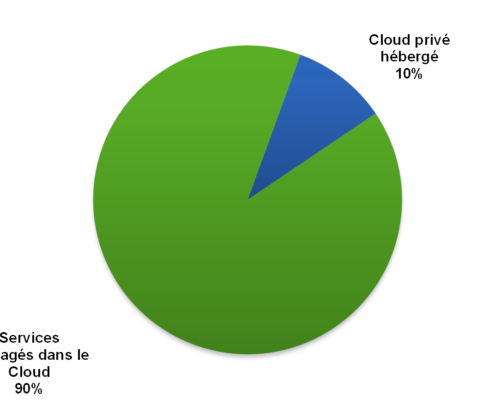 Cloud privé
hébergé
10%
Services
agés dans le
Cloud
90%